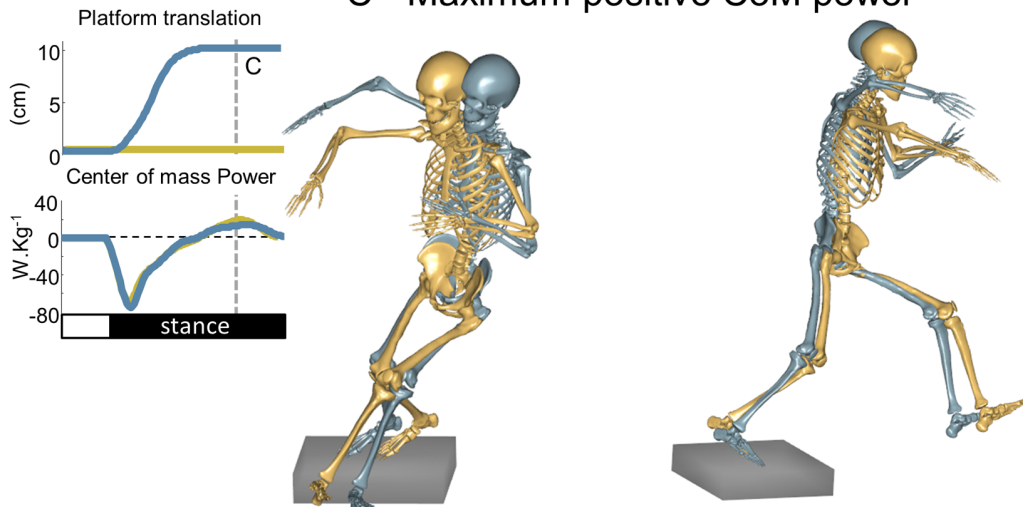 C Maximum positive CoM power
Platform translation
10
5
0
(cm)
C
Center of mass Power
40
0
-40
-80
W.Kg-1
stance